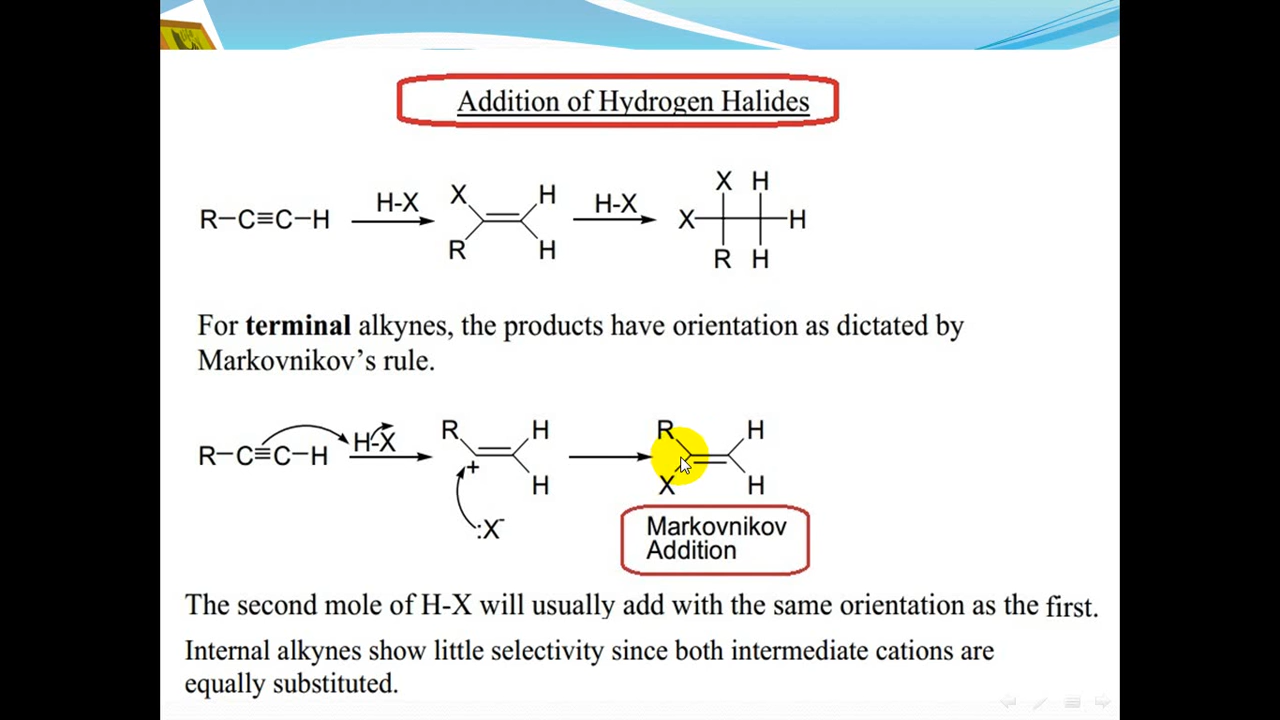 Addition of Hydrogen Halides
X H
H-X X H H-X
R-C≡C-H X H
R H R H
For terminal alkynes, the products have orientation as dictated by
Markovnikov's rule.
R H R H
R-C≡C-H H-X
+ H X H
:X⁻
Markovnikov
Addition
The second mole of H-X will usually add with the same orientation as the first.
Internal alkynes show little selectivity since both intermediate cations are
equally substituted.